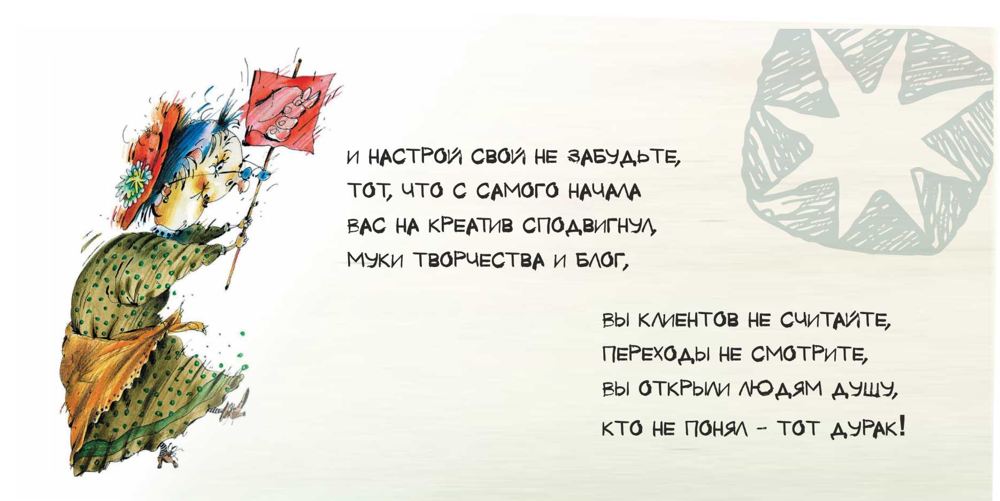 И НАСТРОЙ СВОЙ НЕ ЗАБУДЬТЕ,
ТОТ, ЧТО С САМОГО НАЧАЛА
ВАС НА КРЕАТИВ СПОДВИГНУЛ,
МУКИ ТВОРЧЕСТВА И БЛОГ,
ВЫ КЛИЕНТОВ НЕ СЧИТАЙТЕ,
ПЕРЕХОДЫ НЕ СМОТРИТЕ,
ВЫ ОТКРЫЛИ ЛЮДЯМ ДУШУ,
КТО НЕ ПОНЯЛ - ТОТ ДУРАК!